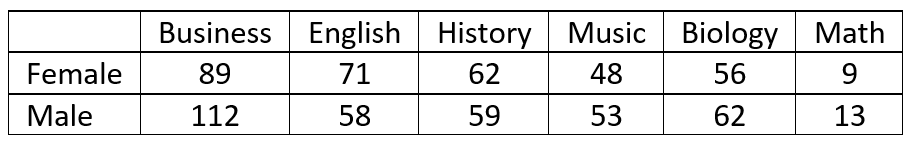 Business English History Music Biology Math
Female 89 71 62 48 56 9
Male 112 58 59 53 62 13